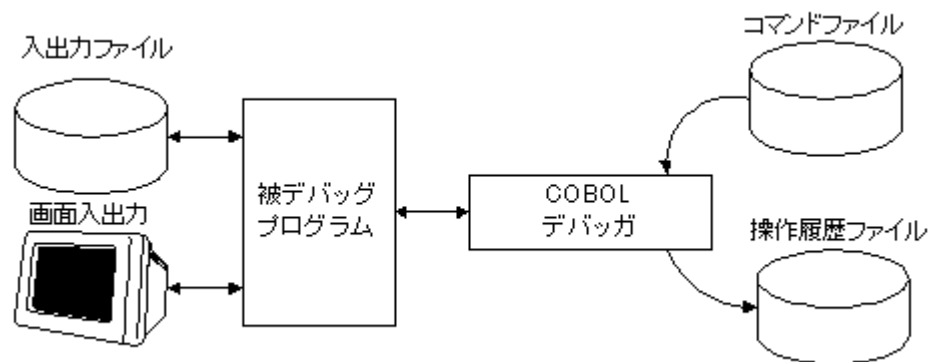 コマンドファイル
入出力ファイル
被デバッグ
プログラム
COBOL
デバッガ
画面入出力
操作履歴ファイル